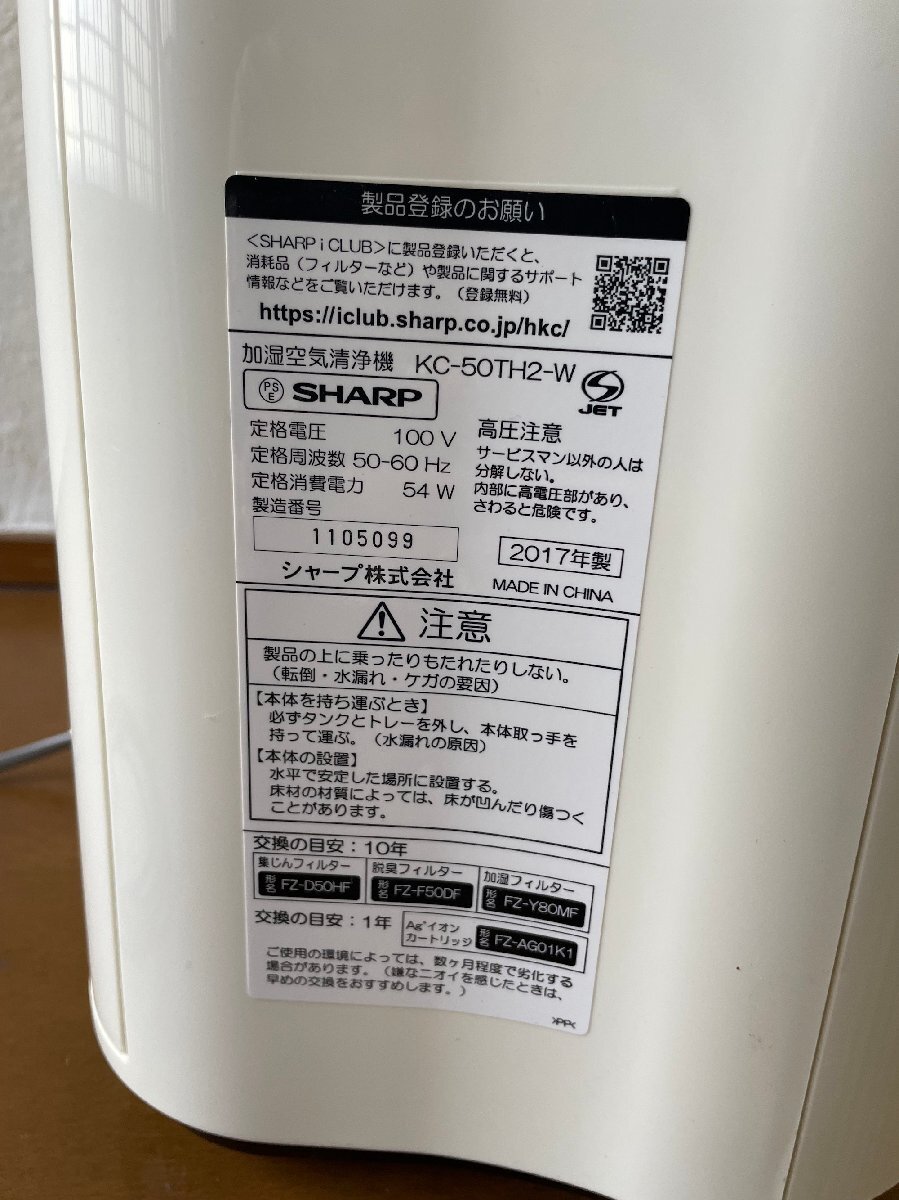 製品登録のお願い
<SHARP i CLUB>に製品登録いただくと、
消耗品（フィルターなど）や製品に関するサポート
情報などをご覧いただけます。（登録無料）
https://iclub.sharp.co.jp/hkc/
加湿空気清浄機 KC-50TH2-W
PSE SHARP
JET
定格電圧 100 V
定格周波数 50-60 Hz
定格消費電力 54 W
製造番号
1105099
シャープ株式会社
高圧注意
サービスマン以外の人は
分解しない。
内部に高電圧部があり、
さわると危険です。
2017年製
MADE IN CHINA
注意
製品の上に乗ったりもたれたりしない。
（転倒・水漏れ・ケガの要因）
【本体を持ち運ぶとき】
必ずタンクとトレーを外し、本体取っ手を
持って運ぶ。（水漏れの原因）
【本体の設置】
水平で安定した場所に設置する。
床材の材質によっては、床が凹んだり傷つく
ことがあります。
交換の目安：10年
集じんフィルター
形名 FZ-D50HF
脱臭フィルター
形名 FZ-F50DF
加湿フィルター
形名 FZ-Y80MF
交換の目安：1年
Ag⁺イオン
カートリッジ
形名 FZ-AG01K1
ご使用の環境によっては、数ヶ月程度で劣化する
場合があります。（嫌なニオイを感じたときは、
早めの交換をおすすめします。）
>PP<